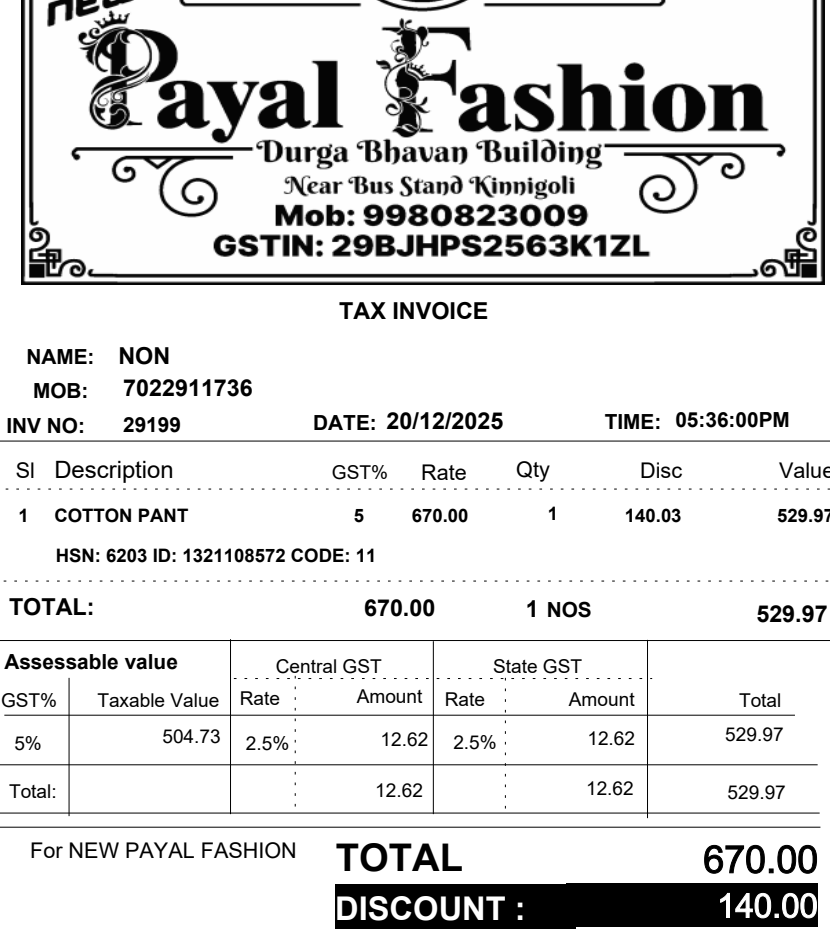 new
Payal Fashion
Durga Bhavan Building
Near Bus Stand Kinnigoli
Mob: 9980823009
GSTIN: 29BJHPS2563K1ZL
TAX INVOICE
NAME: NON
MOB: 7022911736
INV NO: 29199 DATE: 20/12/2025 TIME: 05:36:00PM
Sl Description GST% Rate Qty Disc Value
1 COTTON PANT 5 670.00 1 140.03 529.97
HSN: 6203 ID: 1321108572 CODE: 11
TOTAL: 670.00 1 NOS 529.97
Assessable value Central GST State GST
GST% Taxable Value Rate Amount Rate Amount Total
5% 504.73 2.5% 12.62 2.5% 12.62 529.97
Total: 12.62 12.62 529.97
For NEW PAYAL FASHION TOTAL 670.00
DISCOUNT : 140.00